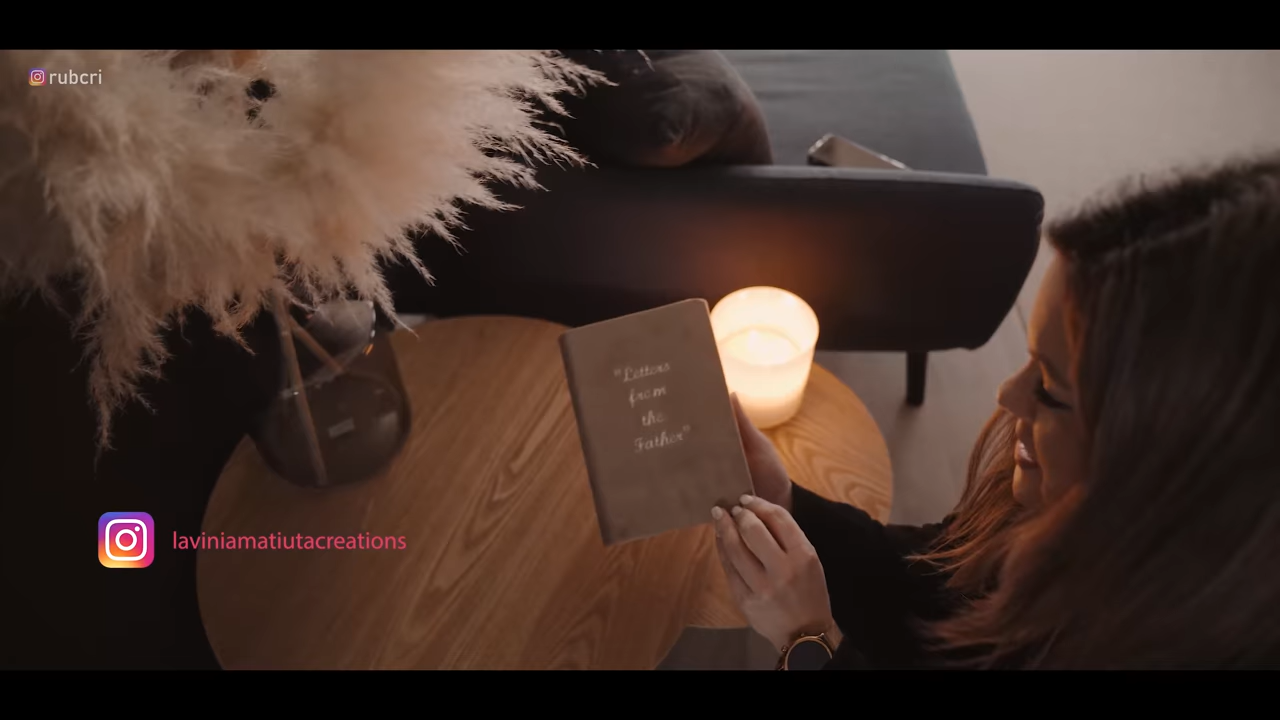 rubcri
"Letters
from
the
Father"
laviniamatiutacreations